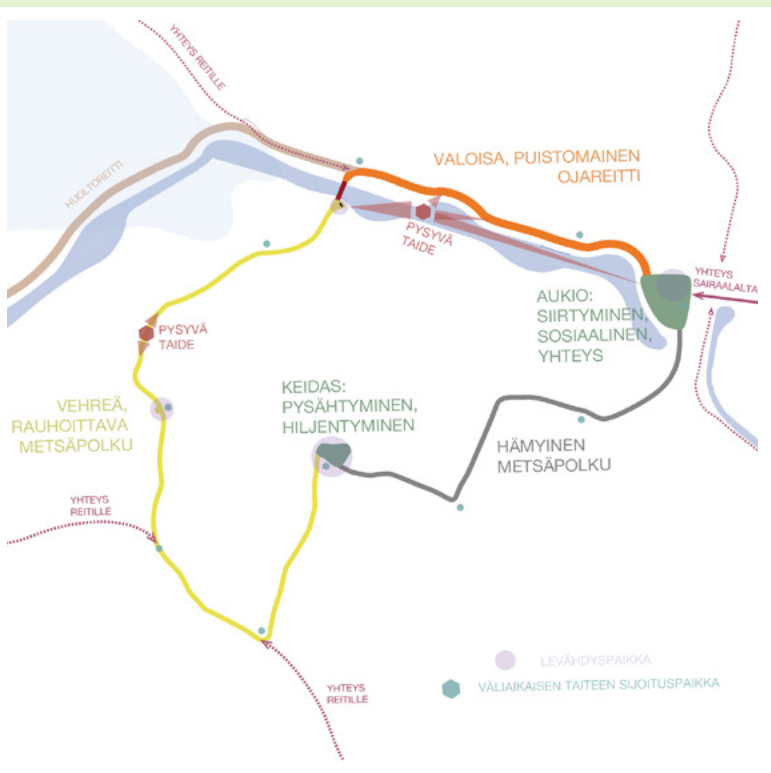 YHTEYS REITILLE
HUOLTOREITTI
VALOISA, PUISTOMAINEN
OJAREITTI
PYSYVÄ
TAIDE
YHTEYS
SAIRAALALTA
AUKIO:
SIIRTYMINEN,
SOSIAALINEN,
YHTEYS
PYSYVÄ
TAIDE
KEIDAS:
PYSÄHTYMINEN,
HILJENTYMINEN
VEHREÄ,
RAUHOITTAVA
METSÄPOLKU
HÄMYINEN
METSÄPOLKU
YHTEYS
REITILLE
LEVÄHDYSPAIKKA
VÄLIAIKAISEN TAITEEN SIJOITUSPAIKKA
YHTEYS
REITILLE